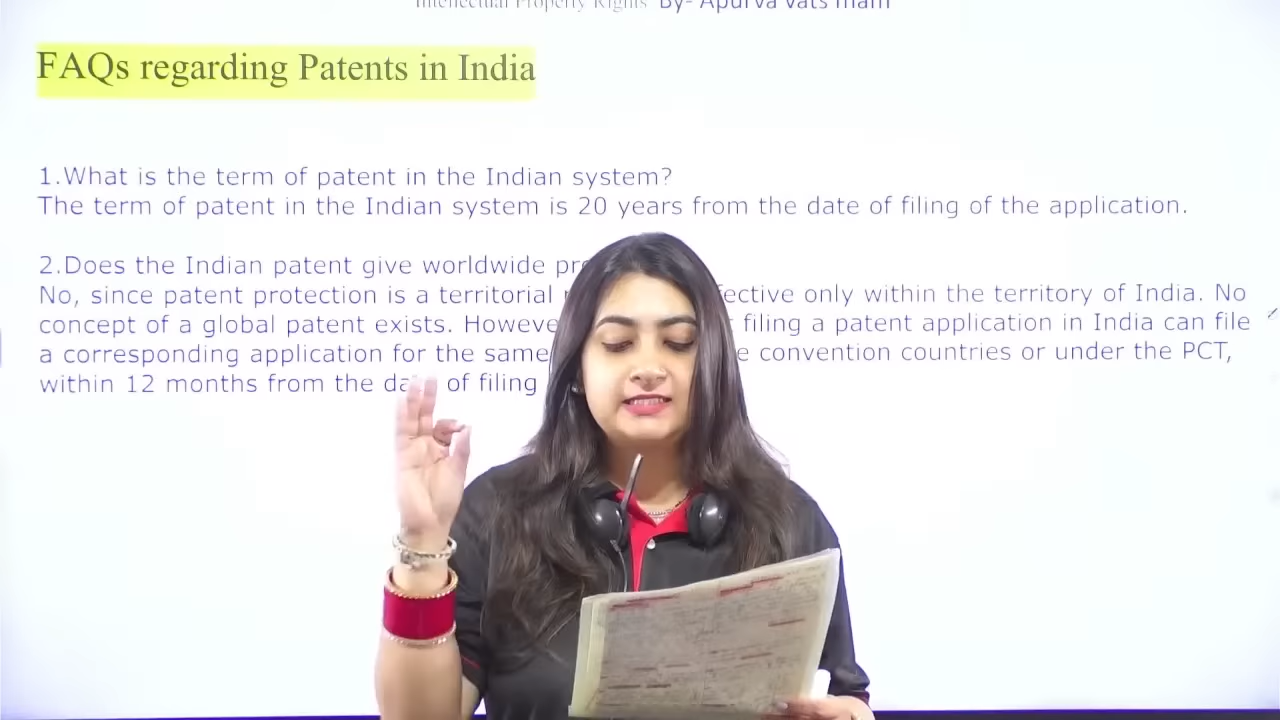 Intellectual Property Rights By- Apurva Vats mam
FAQs regarding Patents in India
1.What is the term of patent in the Indian system?
The term of patent in the Indian system is 20 years from the date of filing of the application.
2.Does the Indian patent give worldwide
No, since patent protection is a territorial only within the territory of India. No
concept of a global patent exists. filing a patent application in India can file
a corresponding application for the same convention countries or under the PCT,
within 12 months from the of filing